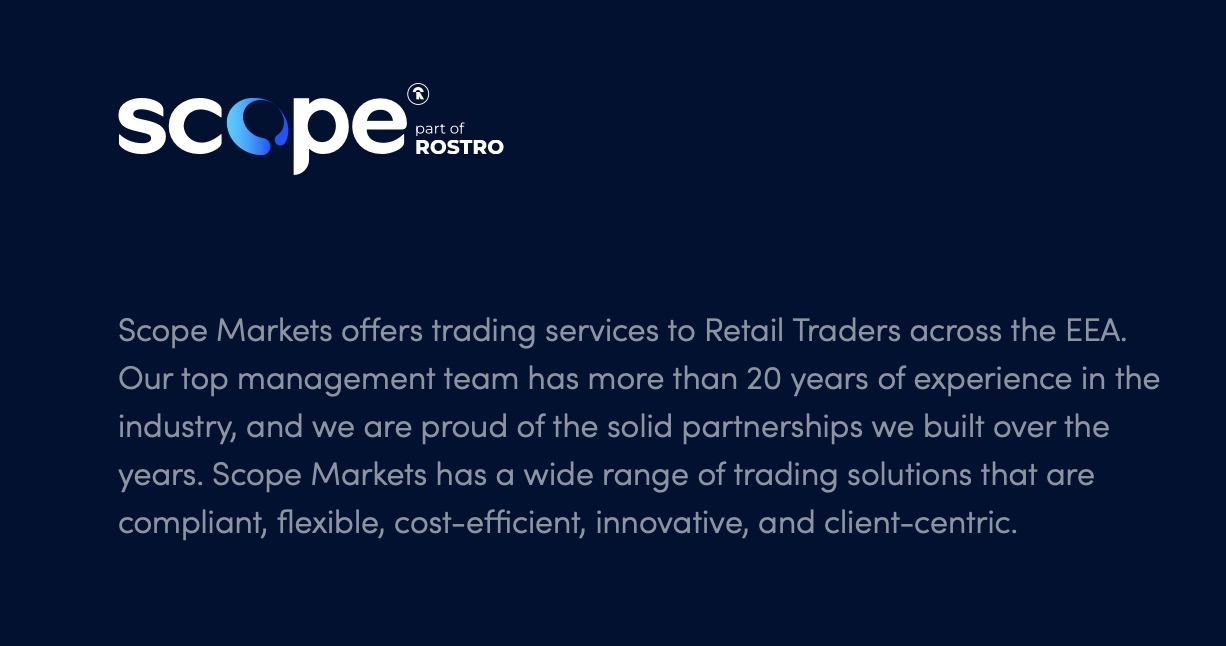 scope
part of
ROSTRO
Scope Markets offers trading services to Retail Traders across the EEA.
Our top management team has more than 20 years of experience in the
industry, and we are proud of the solid partnerships we built over the
years. Scope Markets has a wide range of trading solutions that are
compliant, flexible, cost-efficient, innovative, and client-centric.